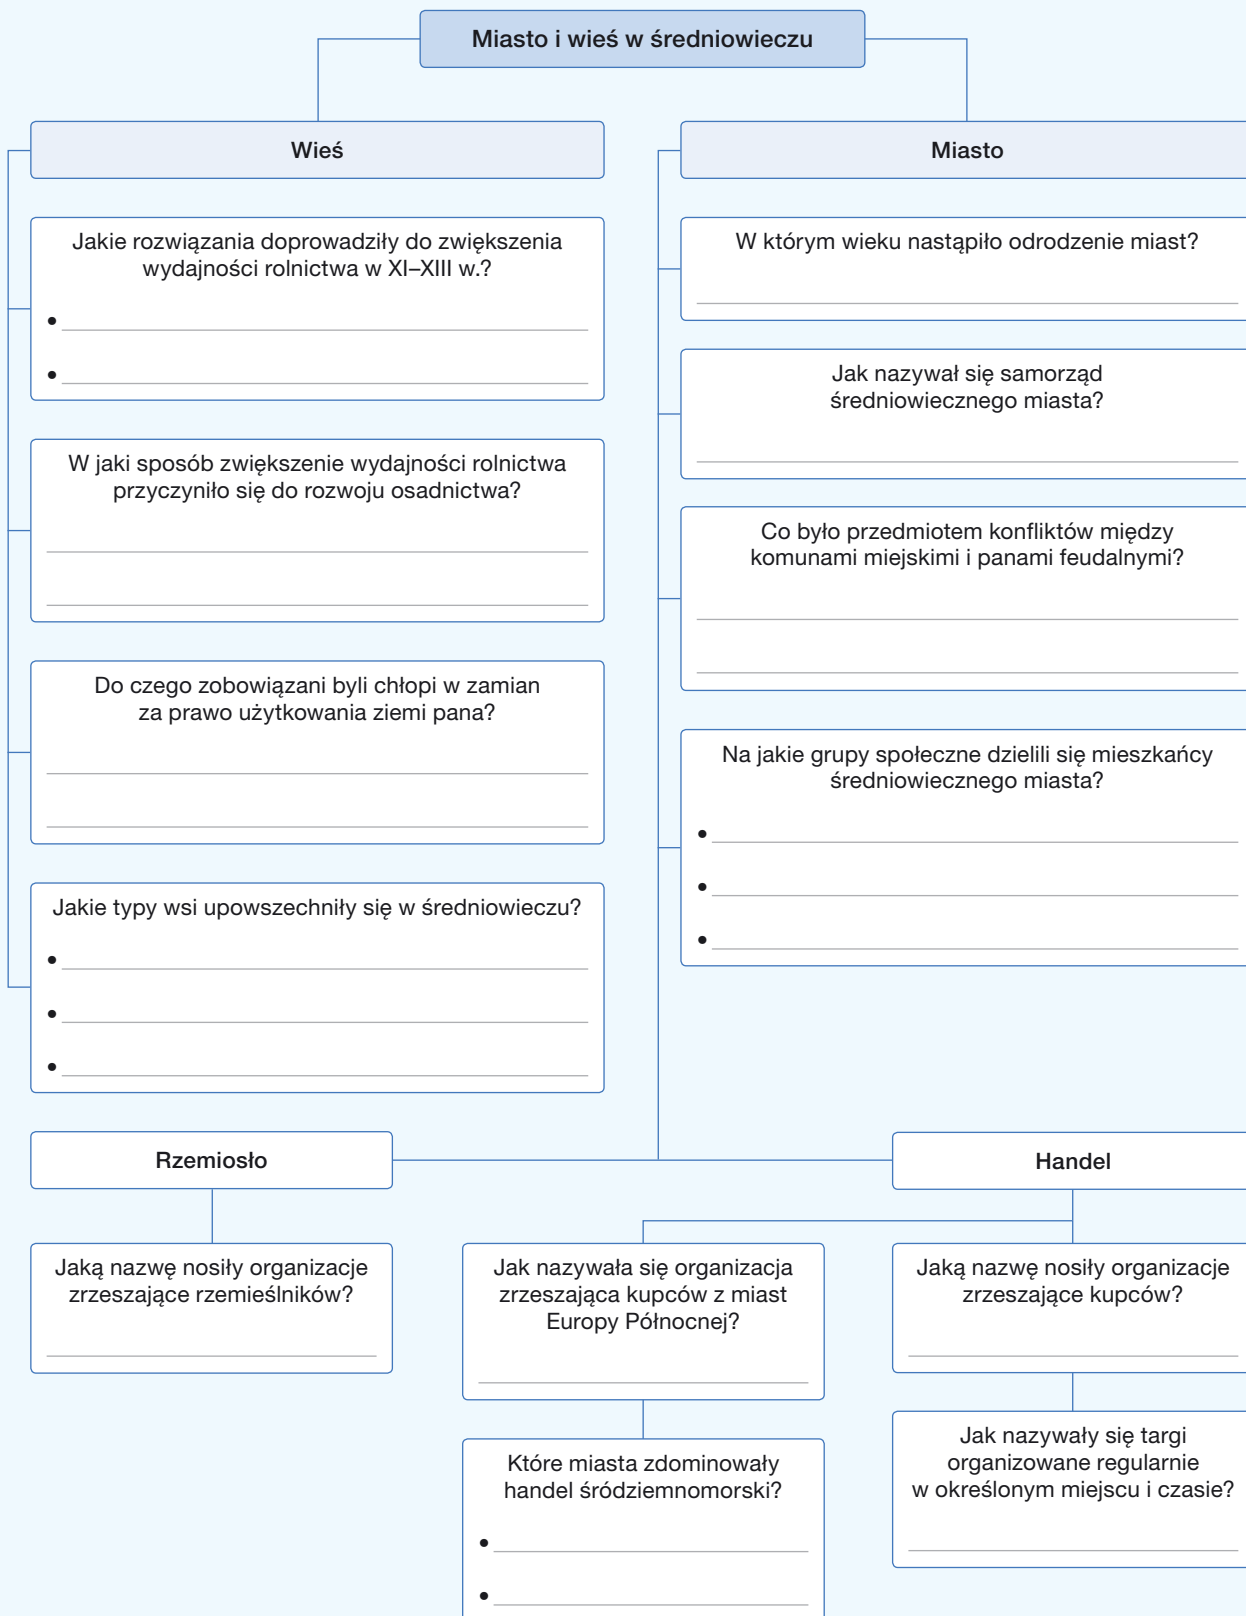 Miasto i wieś w średniowieczu
Wieś
Jakie rozwiązania doprowadziły do zwiększenia
wydajności rolnictwa w XI–XIII w.?
•
•
W jaki sposób zwiększenie wydajności rolnictwa
przyczyniło się do rozwoju osadnictwa?
Do czego zobowiązani byli chłopi w zamian
za prawo użytkowania ziemi pana?
Jakie typy wsi upowszechniły się w średniowieczu?
•
•
•
Miasto
W którym wieku nastąpiło odrodzenie miast?
Jak nazywał się samorząd
średniowiecznego miasta?
Co było przedmiotem konfliktów między
komunami miejskimi i panami feudalnymi?
Na jakie grupy społeczne dzielili się mieszkańcy
średniowiecznego miasta?
•
•
•
Rzemiosło
Jaką nazwę nosiły organizacje
zrzeszające rzemieślników?
Handel
Jak nazywała się organizacja
zrzeszająca kupców z miast
Europy Północnej?
Które miasta zdominowały
handel śródziemnomorski?
•
•
Jaką nazwę nosiły organizacje
zrzeszające kupców?
Jak nazywały się targi
organizowane regularnie
w określonym miejscu i czasie?